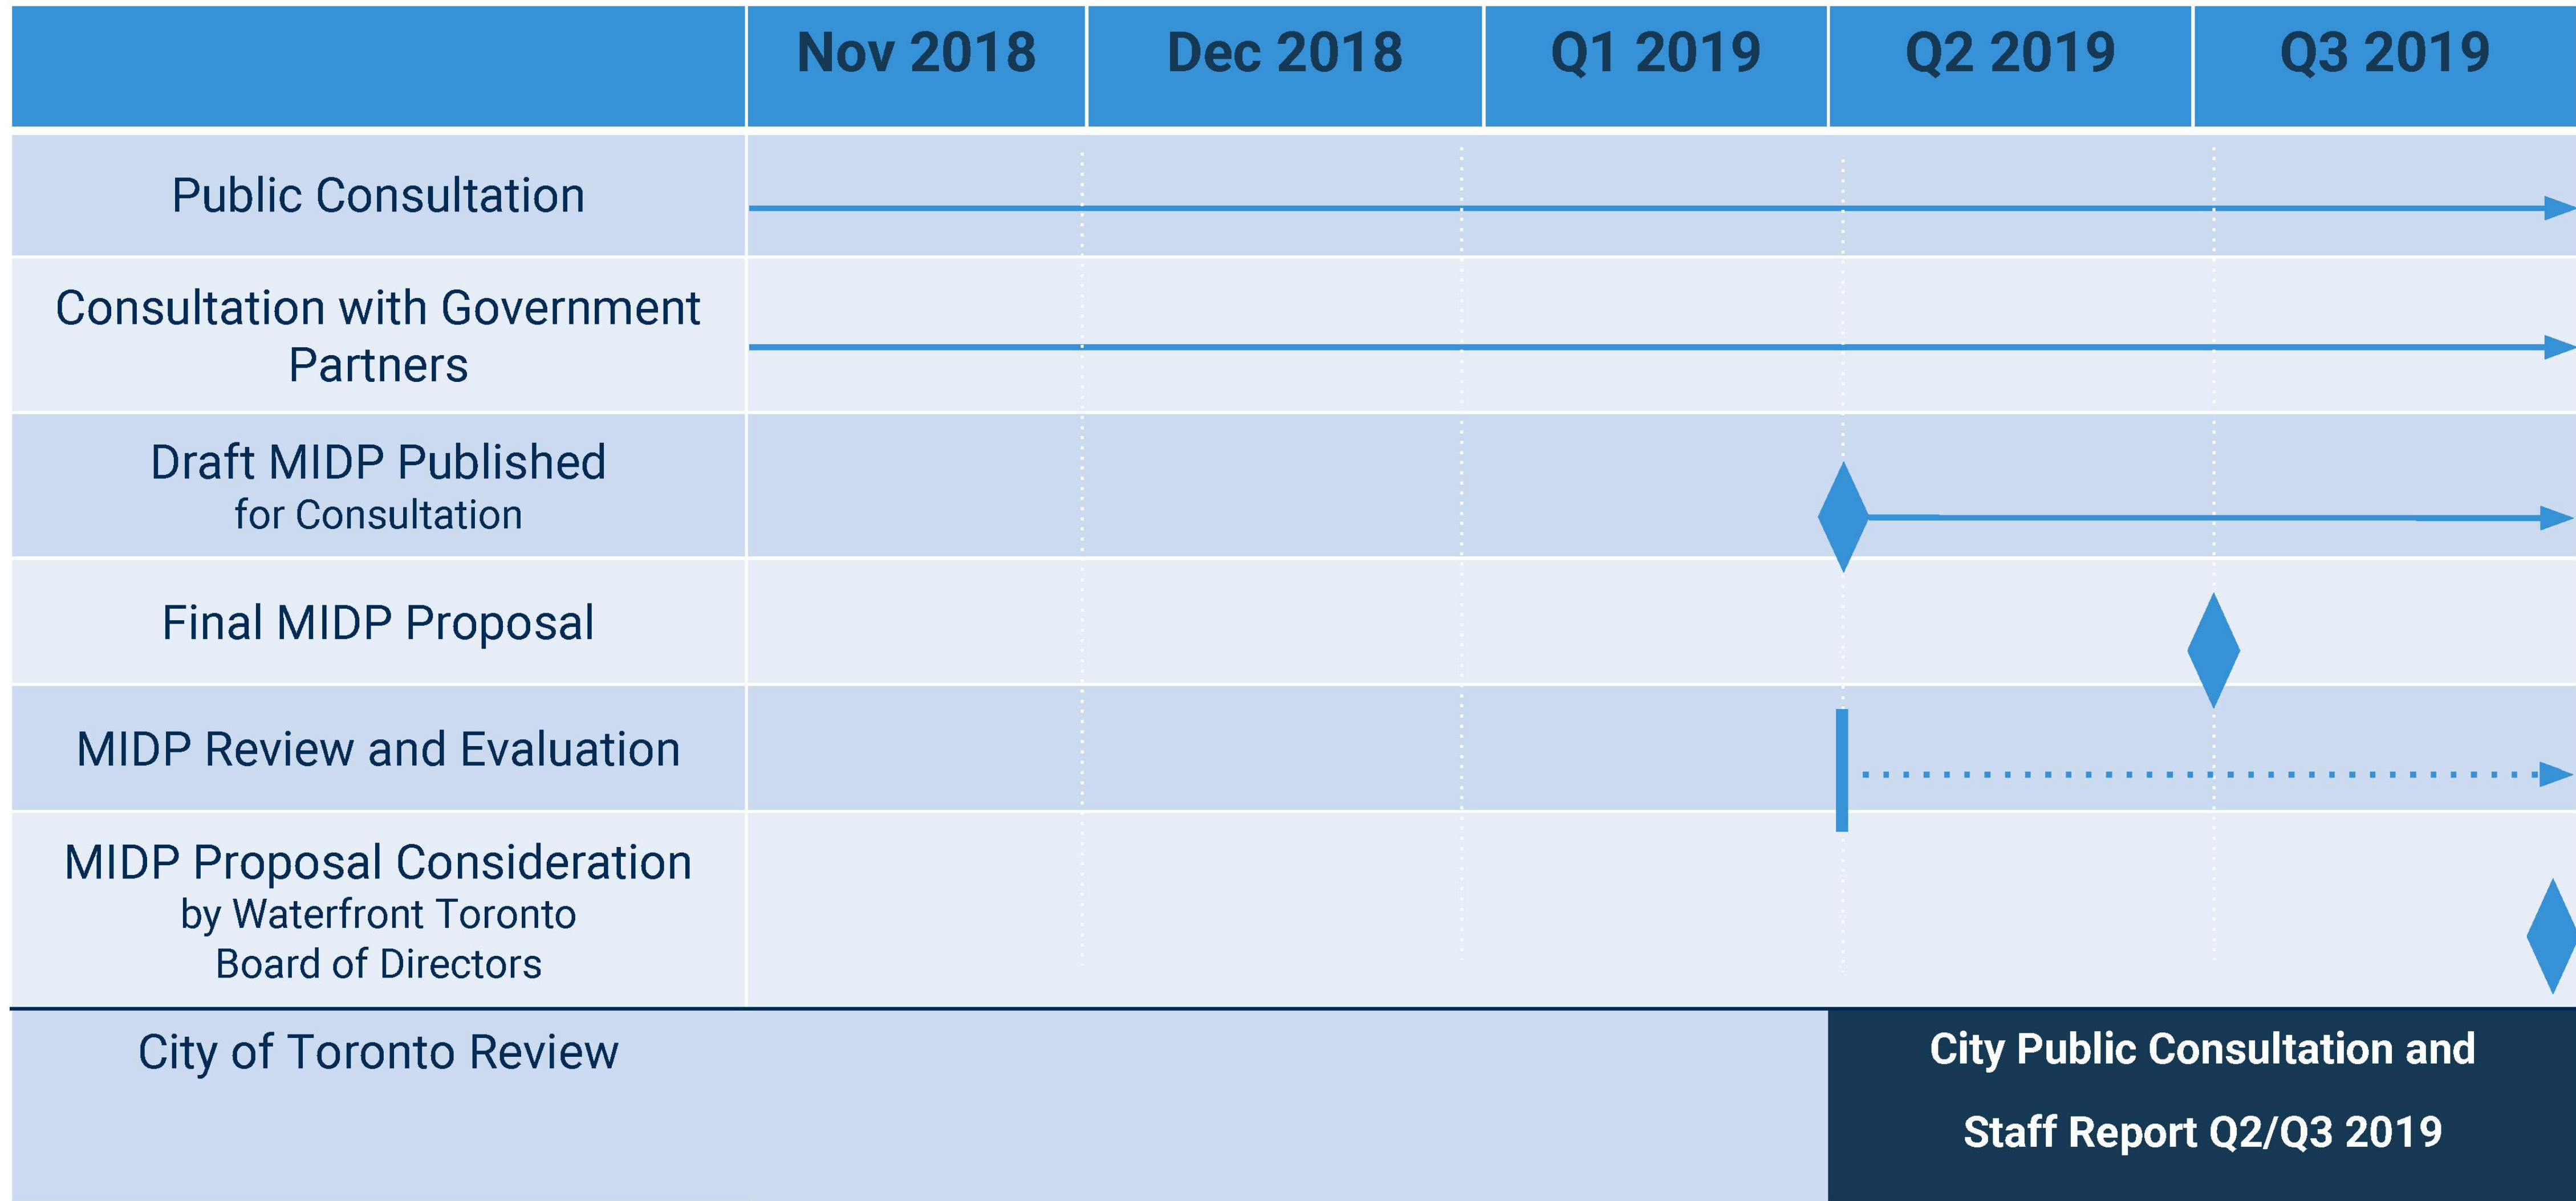 Nov 2018 Dec 2018 Q1 2019 Q2 2019 Q3 2019
Public Consultation
Consultation with Government
Partners
Draft MIDP Published
for Consultation
Final MIDP Proposal
MIDP Review and Evaluation
MIDP Proposal Consideration
by Waterfront Toronto
Board of Directors
City of Toronto Review
City Public Consultation and
Staff Report Q2/Q3 2019